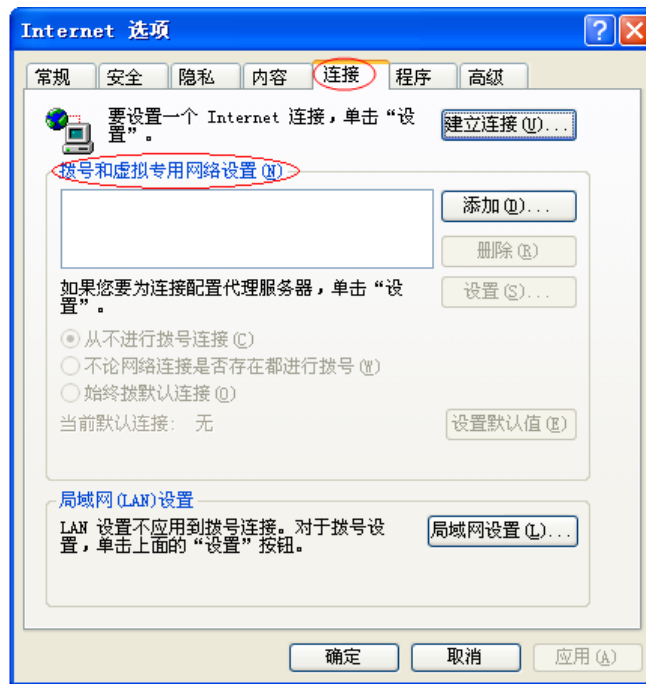 Internet 选项
常规 安全 隐私 内容 连接 程序 高级
要设置一个 Internet 连接，单击“设
置”。
建立连接(U)...
拨号和虚拟专用网络设置(N)
添加(D)...
删除(R)
如果您要为连接配置代理服务器，单击“设
置”。
设置(S)...
从不进行拨号连接(C)
不论网络连接是否存在都进行拨号(W)
始终拨默认连接(O)
当前默认连接: 无
设置默认值(E)
局域网(LAN)设置
LAN 设置不应用到拨号连接。对于拨号设
置，单击上面的“设置”按钮。
局域网设置(L)...
确定 取消 应用(A)